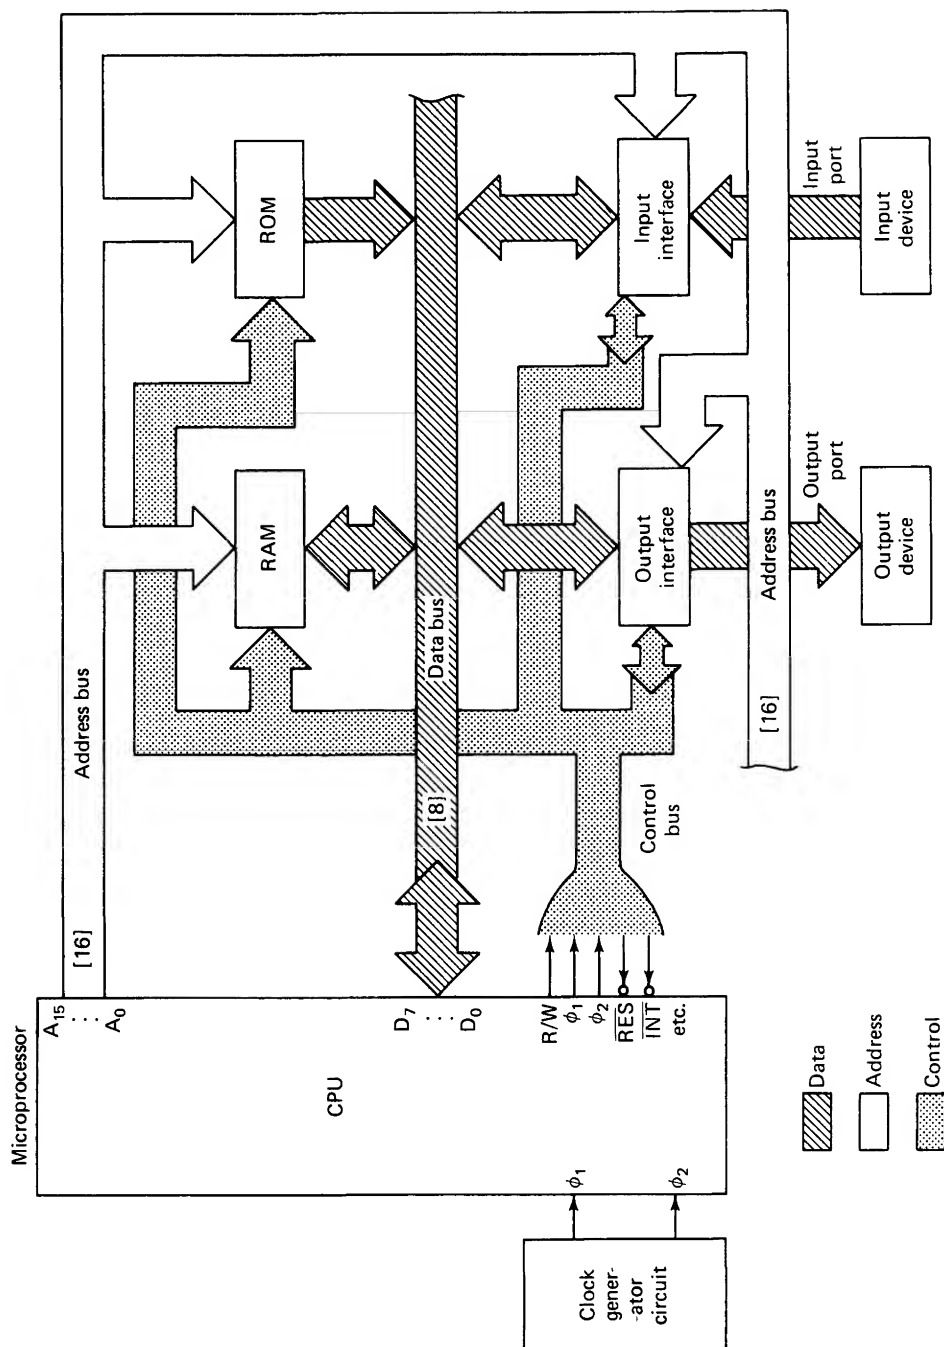 Microprocessor
CPU
A15
A0
D7
D0
R/W
ϕ1
ϕ2
R̅E̅S̅
I̅N̅T̅
etc.
ϕ1
ϕ2
Clock
gener-
-ator
circuit
[16]
Address bus
[8]
Data bus
Control
bus
RAM
ROM
Output
interface
Input
interface
[16]
Address bus
Output
port
Input
port
Output
device
Input
device
Data
Address
Control